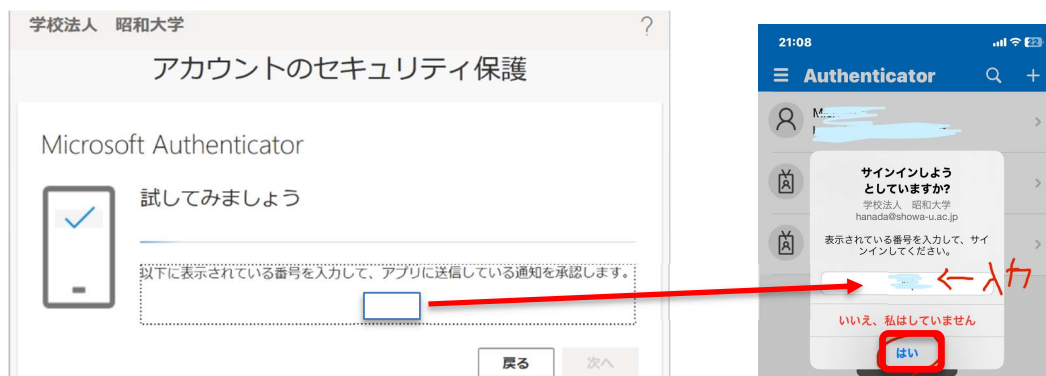 学校法人　昭和大学
?
アカウントのセキュリティ保護
Microsoft Authenticator
試してみましょう
以下に表示されている番号を入力して、アプリに送信している通知を承認します。
戻る
次へ
21:08
22
Authenticator
サインインしよう
としていますか?
学校法人　昭和大学
hanada@showa-u.ac.jp
表示されている番号を入力して、サイ
ンインしてください。
←入力
いいえ、私はしていません
はい